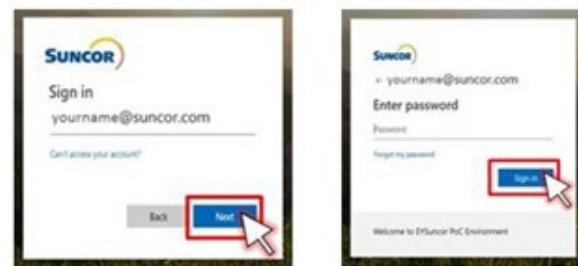 SUNCOR
Sign in
yourname@suncor.com
Can't access your account?
Back
Next
SUNCOR
← yourname@suncor.com
Enter password
Password
Forgot my password
Sign in
Welcome to EYSuncor PoC Environment